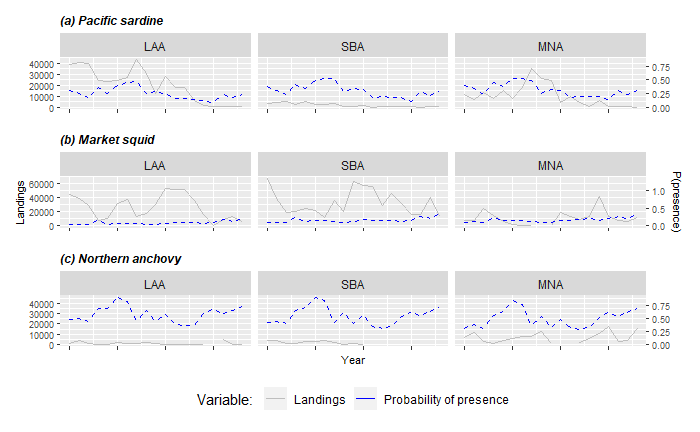 (a) Pacific sardine
LAA
SBA
MNA
40000
30000
20000
10000
0
0.75
0.50
0.25
0.00
(b) Market squid
LAA
SBA
MNA
60000
40000
20000
0
1.0
0.5
0.0
Landings
P(presence)
(c) Northern anchovy
LAA
SBA
MNA
40000
30000
20000
10000
0
0.75
0.50
0.25
0.00
Year
Variable: Landings Probability of presence